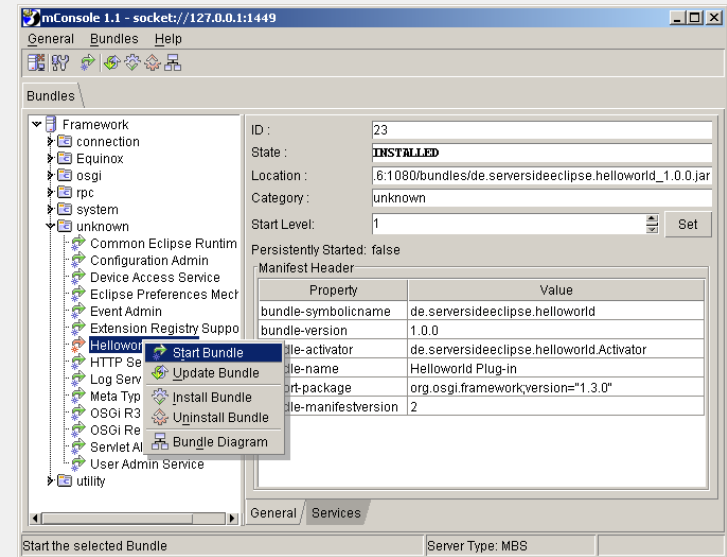 mConsole 1.1 - socket://127.0.0.1:1449
General Bundles Help
Bundles
Framework
connection
Equinox
osgi
rpc
system
unknown
Common Eclipse Runtim
Configuration Admin
Device Access Service
Eclipse Preferences Mech
Event Admin
Extension Registry Suppo
Hellowor
HTTP Se
Log Serv
Meta Typ
OSGi R3
OSGi Re
Servlet AF
User Admin Service
utility
Start Bundle
Update Bundle
Install Bundle
Uninstall Bundle
Bundle Diagram
ID : 23
State : INSTALLED
Location : .6:1080/bundles/de.serversideeclipse.helloworld_1.0.0.jar
Category : unknown
Start Level: 1 Set
Persistently Started: false
Manifest Header
Property Value
bundle-symbolicname de.serversideeclipse.helloworld
bundle-version 1.0.0
dle-activator de.serversideeclipse.helloworld.Activator
dle-name Helloworld Plug-in
ort-package org.osgi.framework;version="1.3.0"
dle-manifestversion 2
General Services
Start the selected Bundle Server Type: MBS